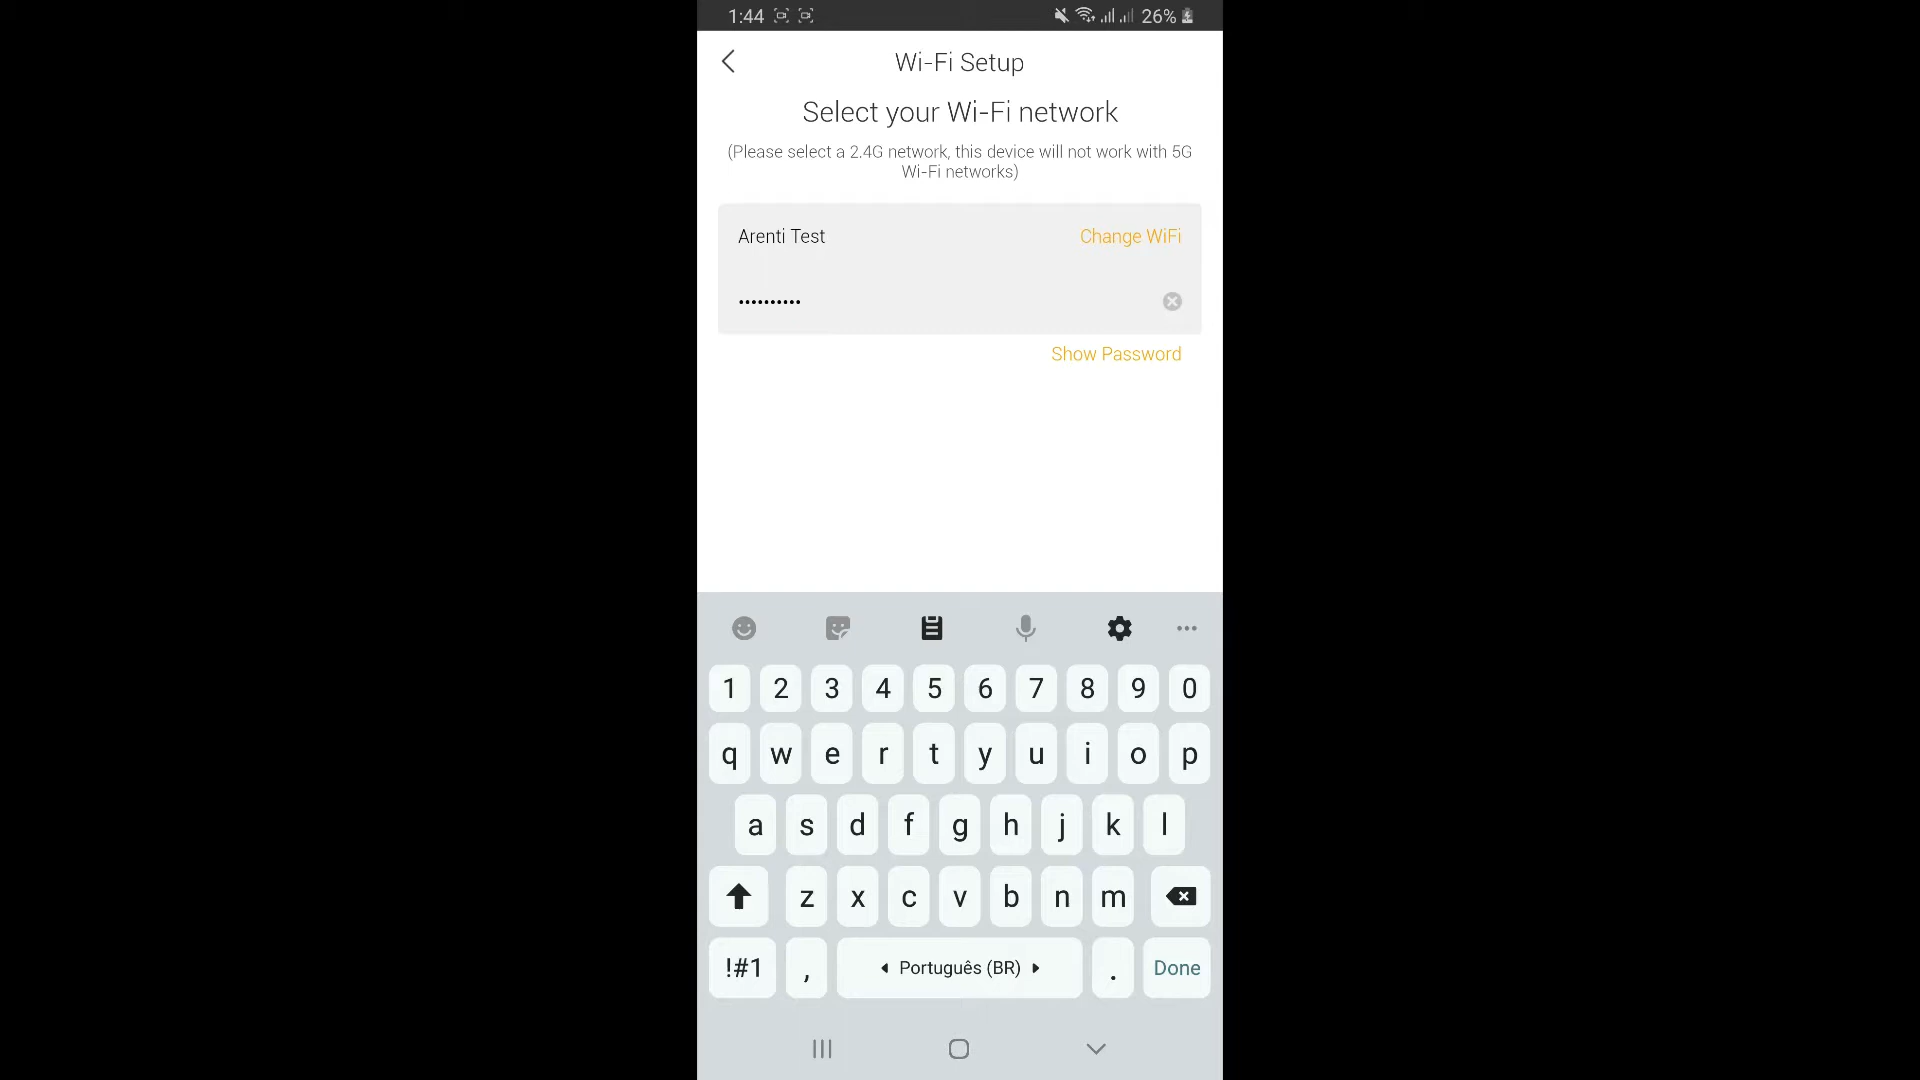 1:44 26%
Wi-Fi Setup
Select your Wi-Fi network
(Please select a 2.4G network, this device will not work with 5G
Wi-Fi networks)
Arenti Test Change WiFi
••••••••••
Show Password
1 2 3 4 5 6 7 8 9 0
q w e r t y u i o p
a s d f g h j k l
z x c v b n m
!#1 , Português (BR) . Done